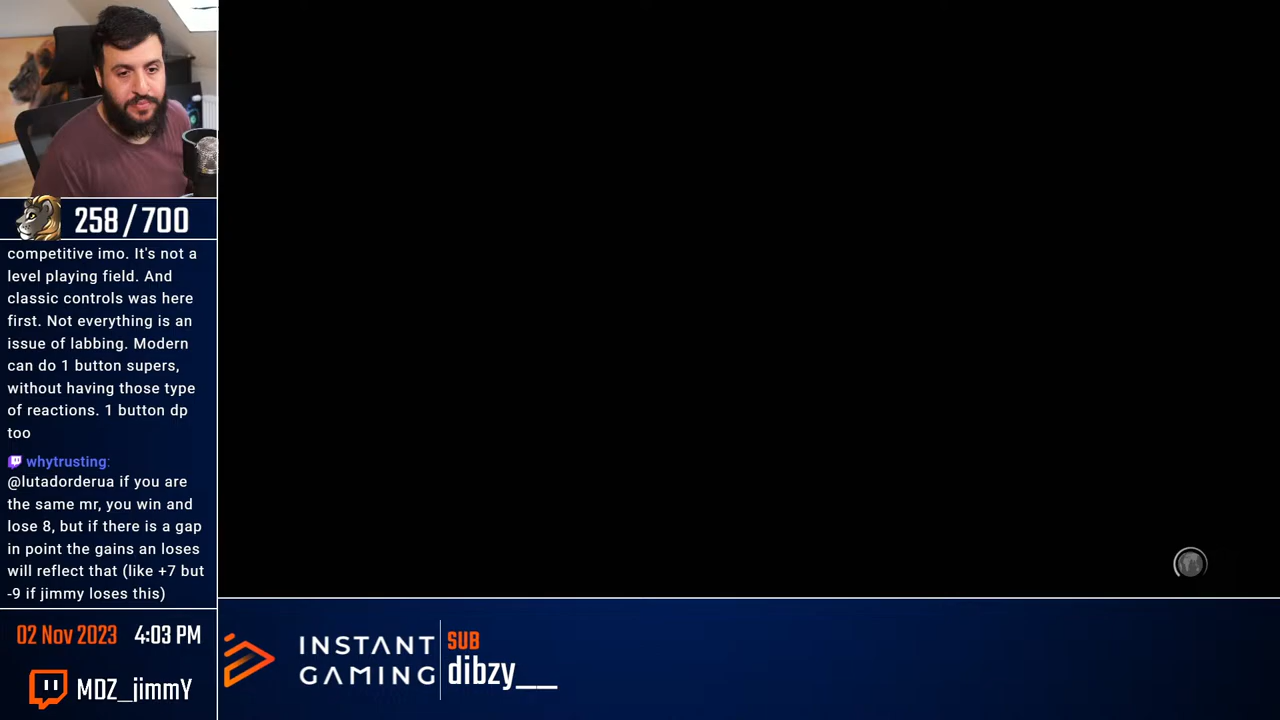 258/700
competitive imo. It's not a
level playing field. And
classic controls was here
first. Not everything is an
issue of labbing. Modern
can do 1 button supers,
without having those type
of reactions. 1 button dp
too
whytrusting:
@lutadorderua if you are
the same mr, you win and
lose 8, but if there is a gap
in point the gains an loses
will reflect that (like +7 but
-9 if jimmy loses this)
02 Nov 2023 4:03 PM
MDZ_jimmY
INSTANT
GAMING
SUB
dibzy__